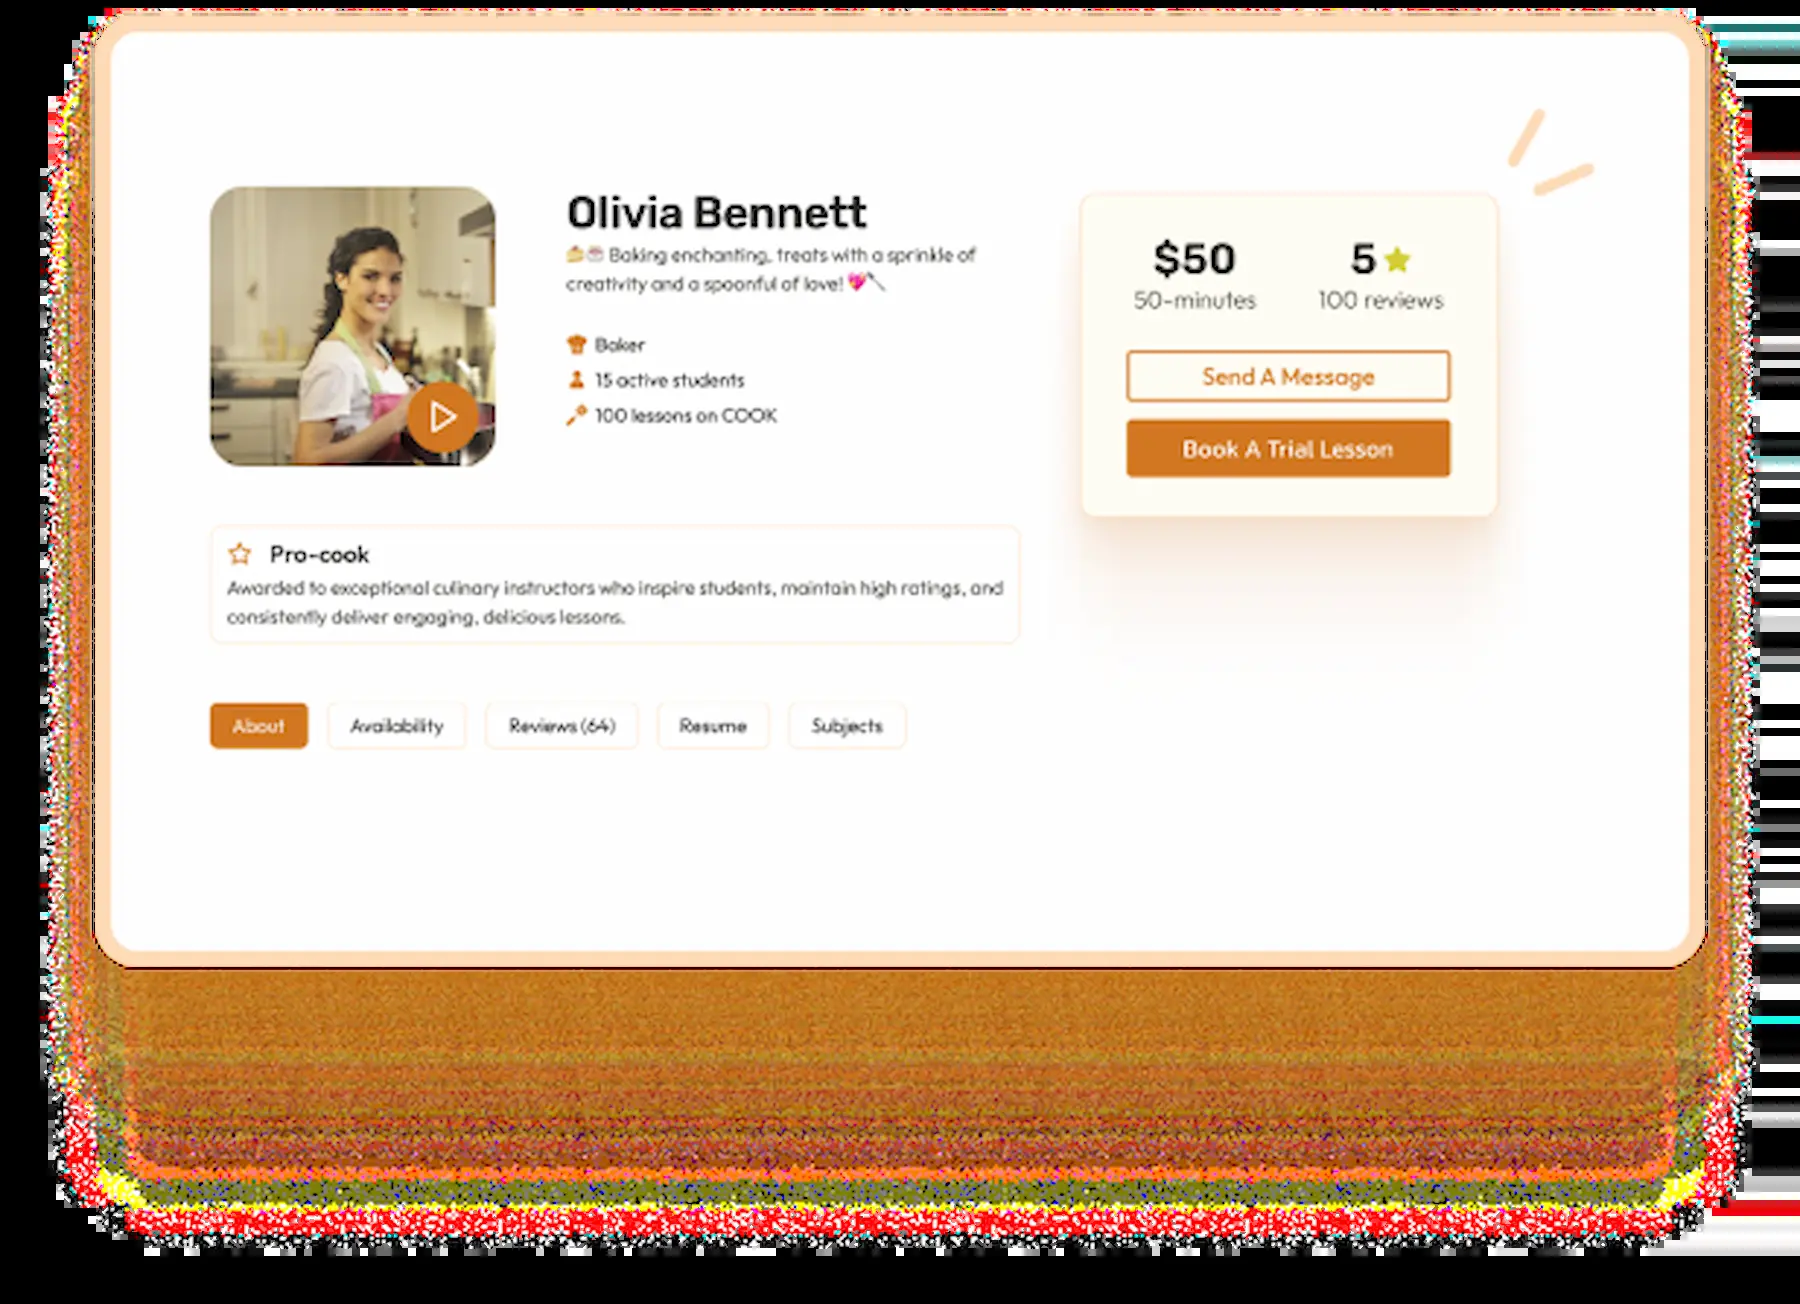 Olivia Bennett
🍰🧁 Baking enchanting, treats with a sprinkle of
creativity and a spoonful of love! 💖🥄
Baker
15 active students
100 lessons on COOK
$50
50-minutes
5
100 reviews
Send A Message
Book A Trial Lesson
Pro-cook
Awarded to exceptional culinary instructors who inspire students, maintain high ratings, and
consistently deliver engaging, delicious lessons.
About
Availability
Reviews (64)
Resume
Subjects